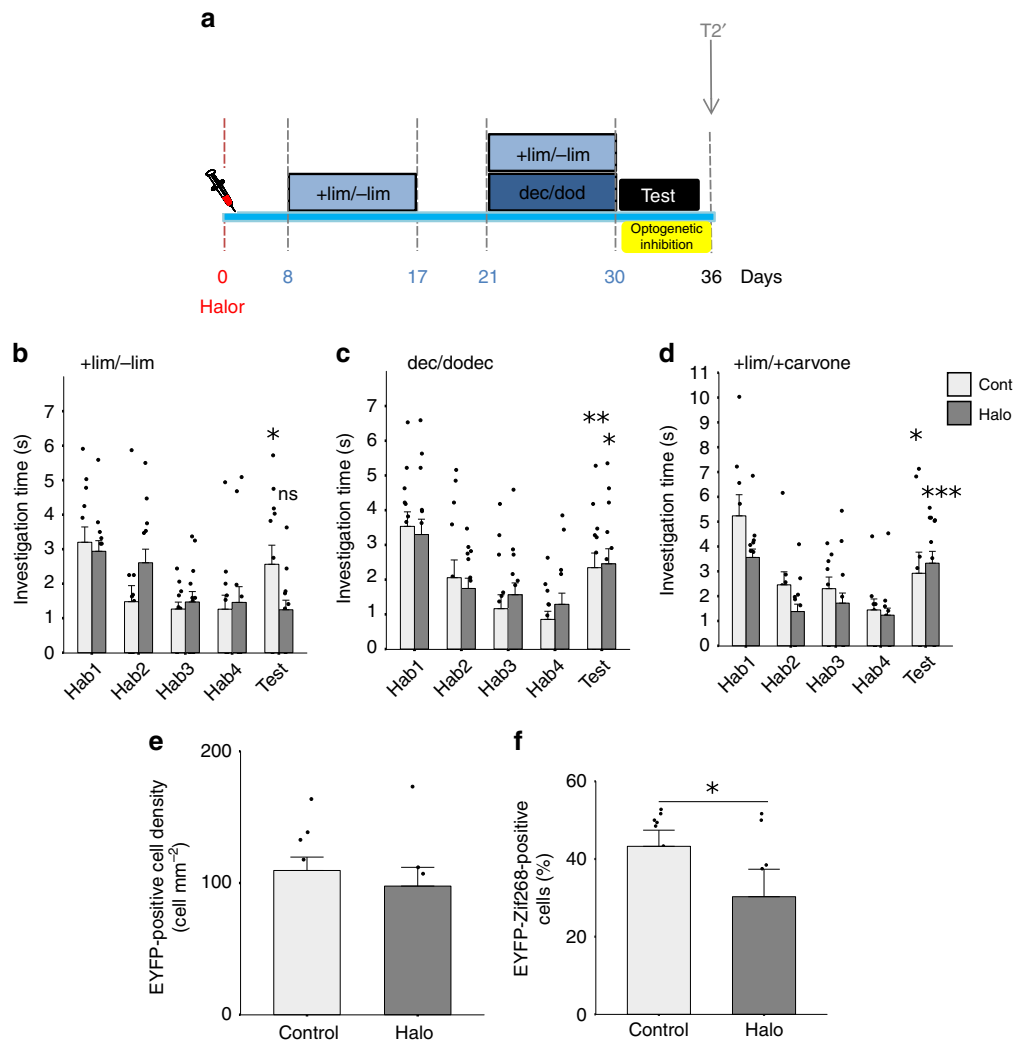 a
T2′
+lim/–lim
+lim/–lim
dec/dod
Test
Optogenetic
inhibition
0
8
17
21
30
36
Days
Halor
b
+lim/–lim
Investigation time (s)
7
6
5
4
3
2
1
0
*
ns
Hab1
Hab2
Hab3
Hab4
Test
c
dec/dodec
Investigation time (s)
7
6
5
4
3
2
1
0
**
*
Hab1
Hab2
Hab3
Hab4
Test
d
+lim/+carvone
Investigation time (s)
11
10
9
8
7
6
5
4
3
2
1
0
*
***
Hab1
Hab2
Hab3
Hab4
Test
Cont
Halo
e
EYFP-positive cell density
(cell mm⁻²)
200
100
0
Control
Halo
f
EYFP-Zif268-positive
cells (%)
60
40
20
0
*
Control
Halo